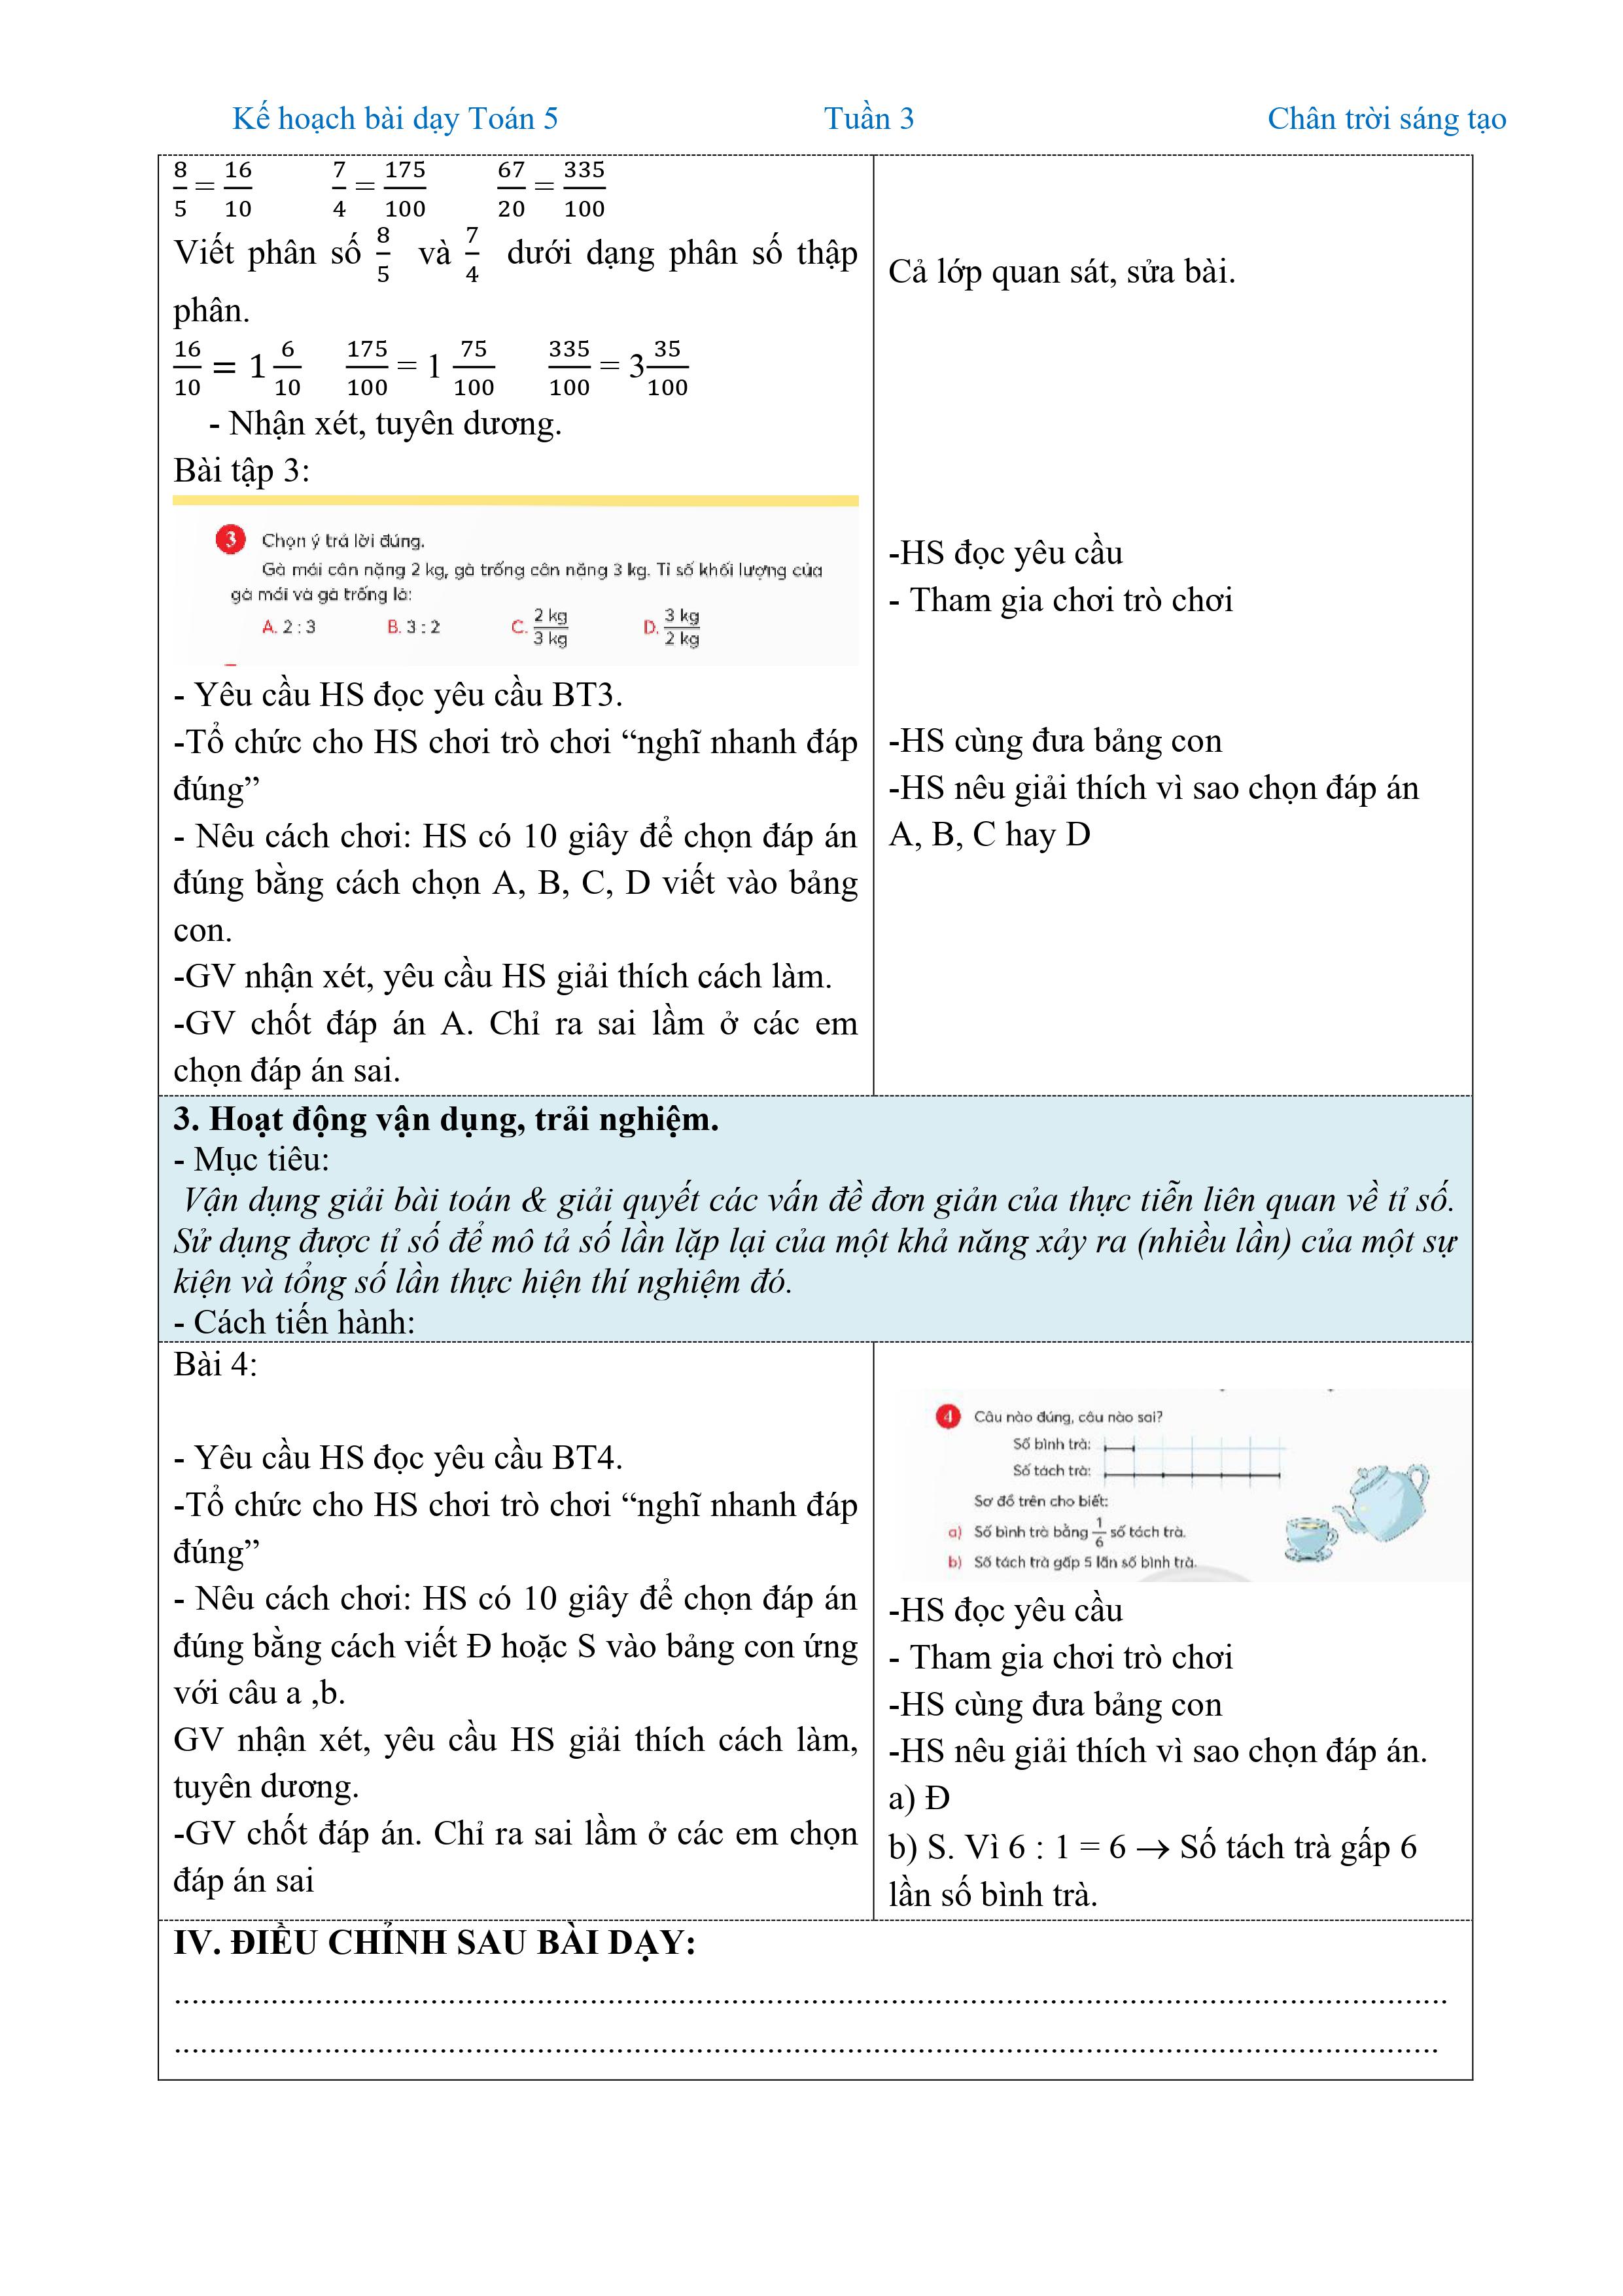 Kế hoạch bài dạy Toán 5 Tuần 3 Chân trời sáng tạo
8/5 = 16/10 7/4 = 175/100 67/20 = 335/100
Viết phân số 8/5 và 7/4 dưới dạng phân số thập
phân.
16/10 = 1 6/10 175/100 = 1 75/100 335/100 = 3 35/100
- Nhận xét, tuyên dương.
Bài tập 3:
3 Chọn ý trả lời đúng.
Gà mái cân nặng 2 kg, gà trống cân nặng 3 kg. Tỉ số khối lượng của
gà mái và gà trống là:
A. 2 : 3 B. 3 : 2 C. 2 kg/3 kg D. 3 kg/2 kg
- Yêu cầu HS đọc yêu cầu BT3.
-Tổ chức cho HS chơi trò chơi “nghĩ nhanh đáp
đúng”
- Nêu cách chơi: HS có 10 giây để chọn đáp án
đúng bằng cách chọn A, B, C, D viết vào bảng
con.
-GV nhận xét, yêu cầu HS giải thích cách làm.
-GV chốt đáp án A. Chỉ ra sai lầm ở các em
chọn đáp án sai.
Cả lớp quan sát, sửa bài.
-HS đọc yêu cầu
- Tham gia chơi trò chơi
-HS cùng đưa bảng con
-HS nêu giải thích vì sao chọn đáp án
A, B, C hay D
3. Hoạt động vận dụng, trải nghiệm.
- Mục tiêu:
Vận dụng giải bài toán & giải quyết các vấn đề đơn giản của thực tiễn liên quan về tỉ số.
Sử dụng được tỉ số để mô tả số lần lặp lại của một khả năng xảy ra (nhiều lần) của một sự
kiện và tổng số lần thực hiện thí nghiệm đó.
- Cách tiến hành:
Bài 4:
- Yêu cầu HS đọc yêu cầu BT4.
-Tổ chức cho HS chơi trò chơi “nghĩ nhanh đáp
đúng”
- Nêu cách chơi: HS có 10 giây để chọn đáp án
đúng bằng cách viết Đ hoặc S vào bảng con ứng
với câu a ,b.
GV nhận xét, yêu cầu HS giải thích cách làm,
tuyên dương.
-GV chốt đáp án. Chỉ ra sai lầm ở các em chọn
đáp án sai
4 Câu nào đúng, câu nào sai?
Số bình trà:
Số tách trà:
Sơ đồ trên cho biết:
a) Số bình trà bằng 1/6 số tách trà.
b) Số tách trà gấp 5 lần số bình trà.
-HS đọc yêu cầu
- Tham gia chơi trò chơi
-HS cùng đưa bảng con
-HS nêu giải thích vì sao chọn đáp án.
a) Đ
b) S. Vì 6 : 1 = 6 → Số tách trà gấp 6
lần số bình trà.
IV. ĐIỀU CHỈNH SAU BÀI DẠY: